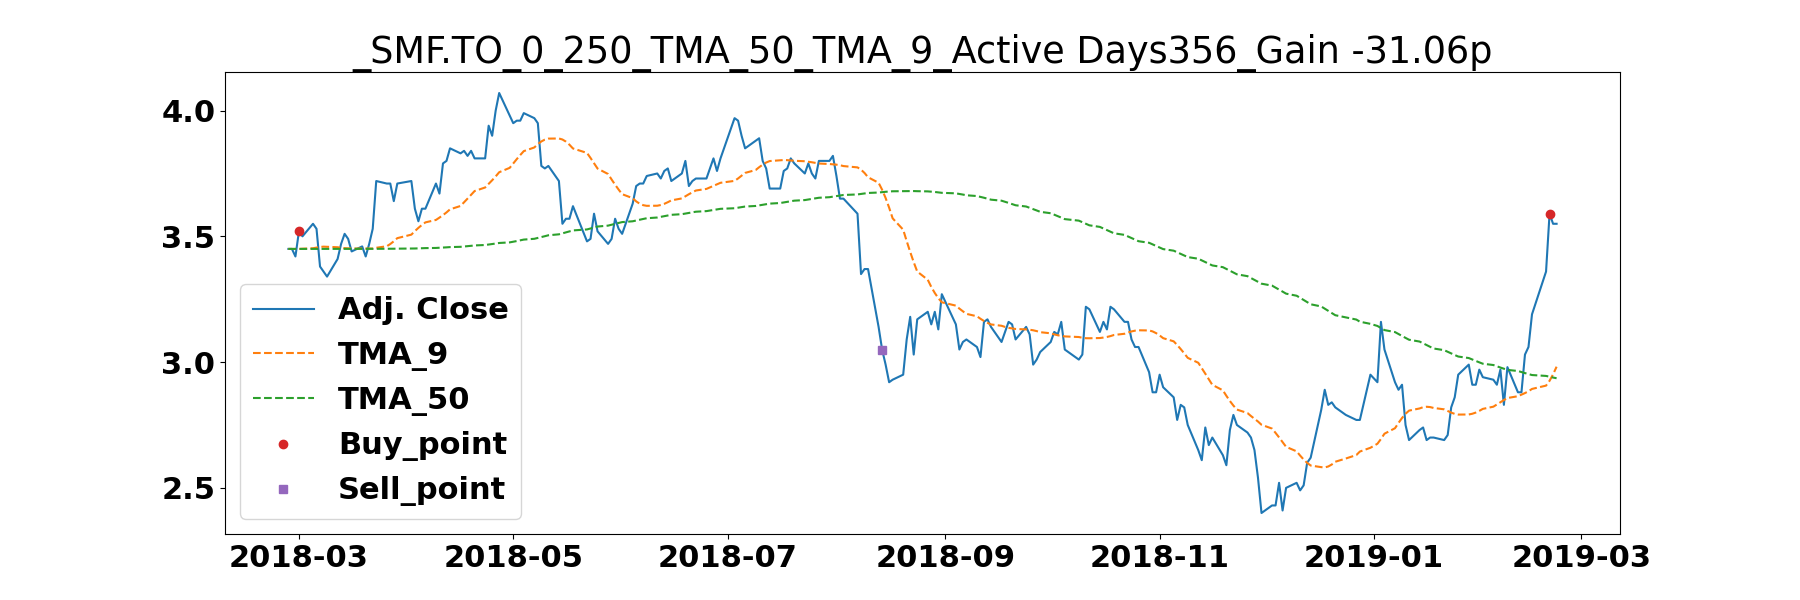 _SMF.TO_0_250_TMA_50_TMA_9_Active Days356_Gain -31.06p
4.0
3.5
3.0
2.5
Adj. Close
TMA_9
TMA_50
Buy_point
Sell_point
2018-03 2018-05 2018-07 2018-09 2018-11 2019-01 2019-03